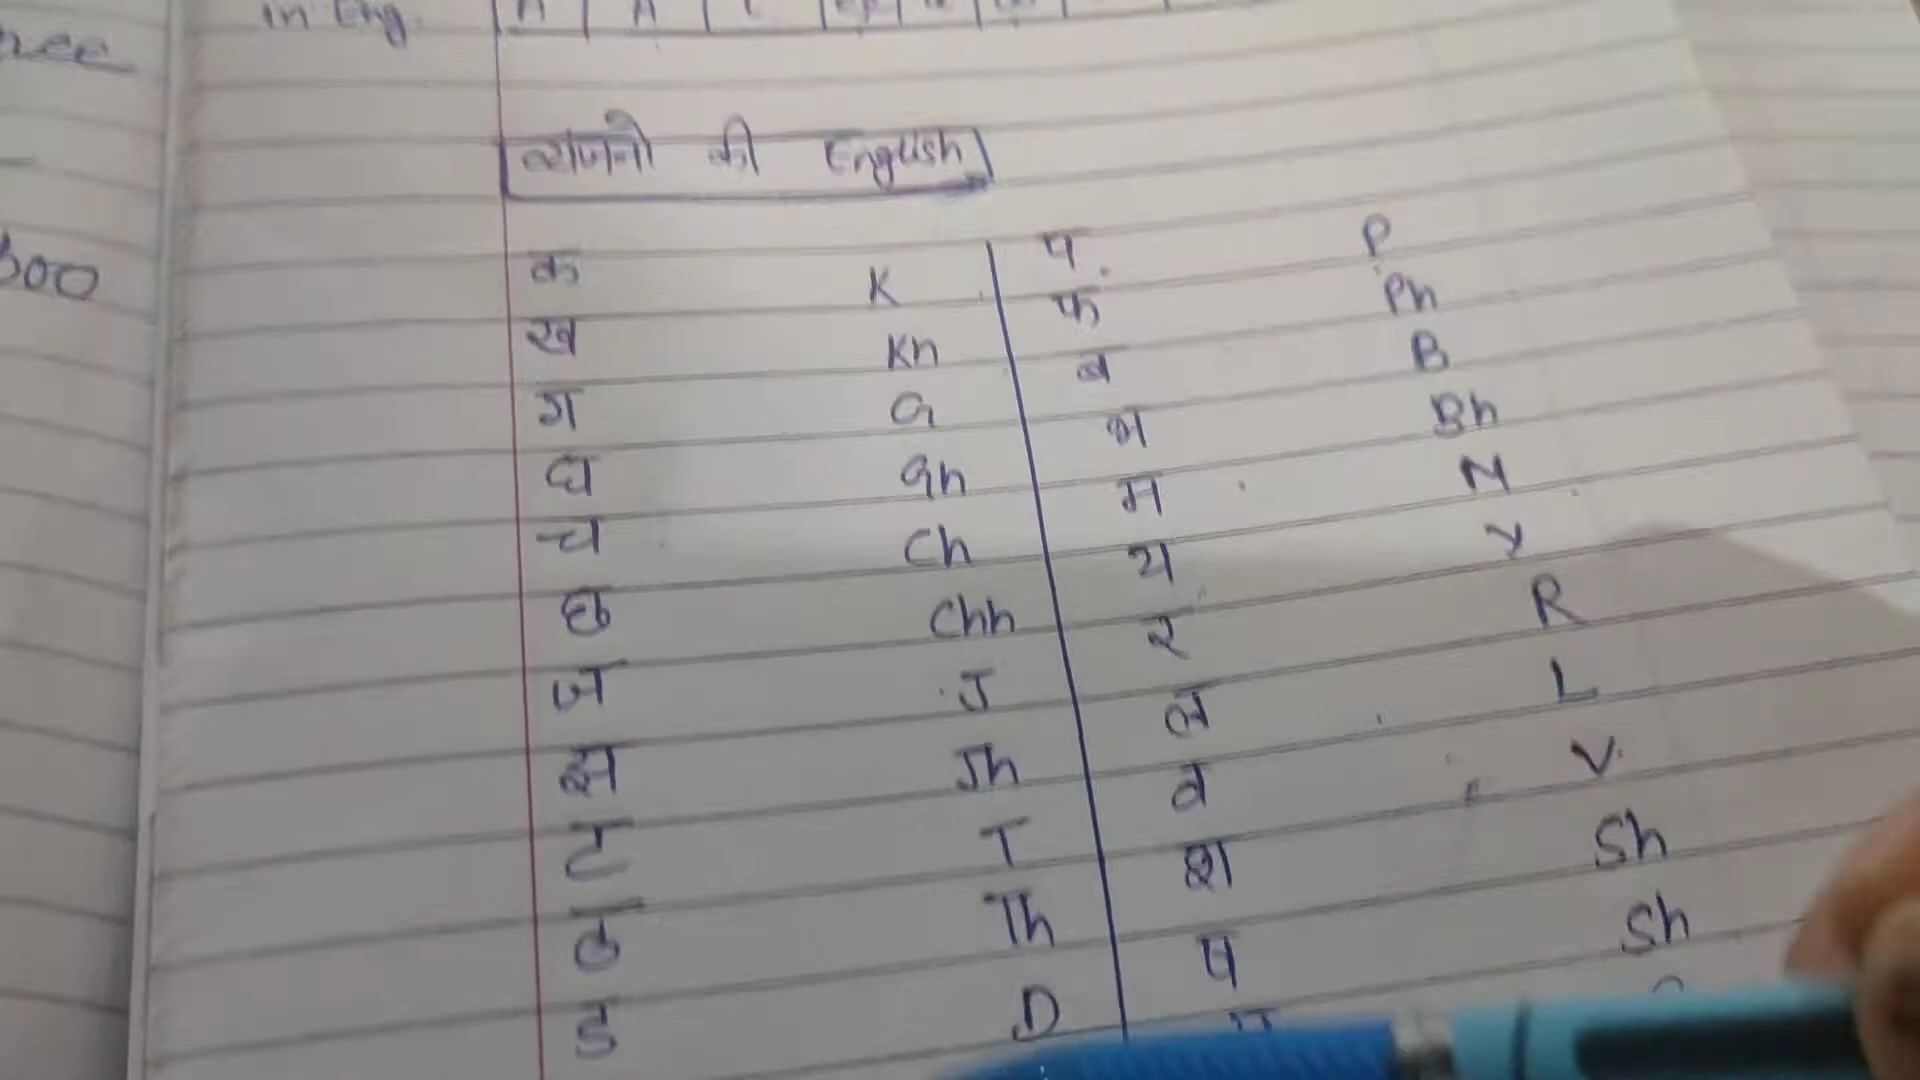 in Eng.
व्यंजनो की English
क K
ख Kh
ग G
घ Gh
च Ch
छ Chh
ज J
झ Jh
ट T
ठ Th
ड D
प P
फ Ph
ब B
भ Bh
म M
य Y
र R
ल L
व V
श Sh
ष Sh